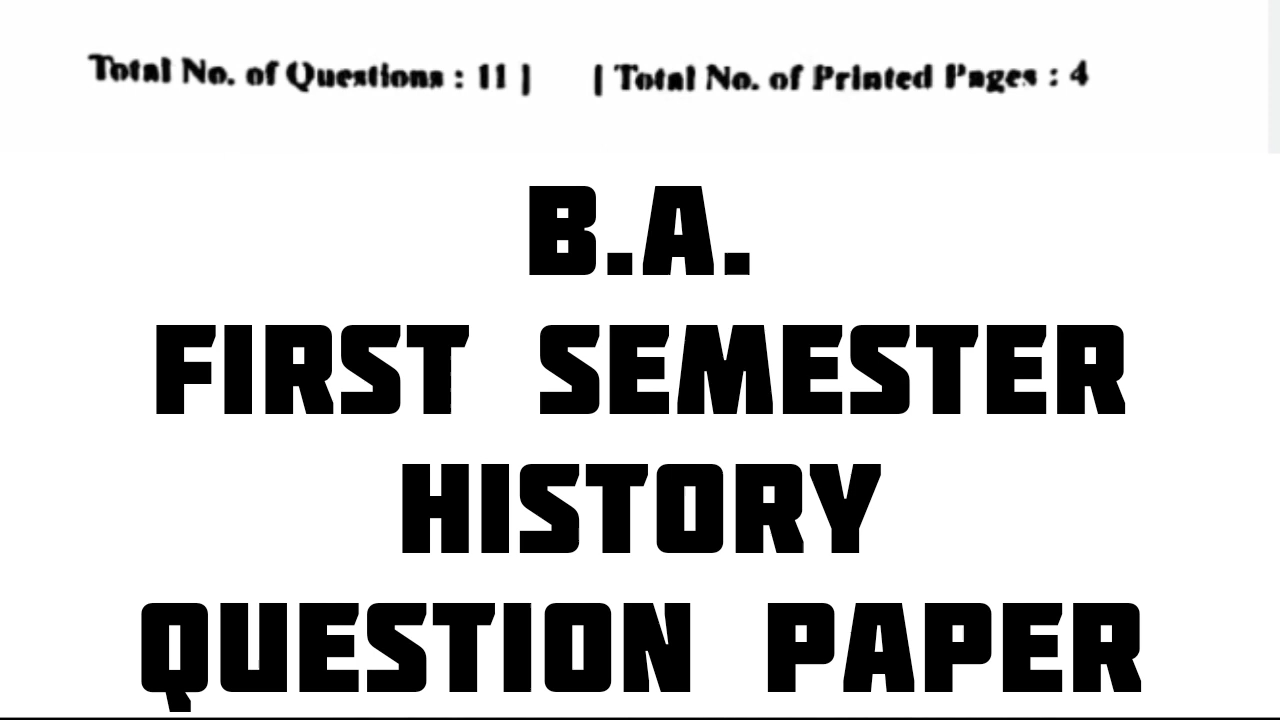 Total No. of Questions : 11 ] [ Total No. of Printed Pages : 4
B.A.
FIRST SEMESTER
HISTORY
QUESTION PAPER